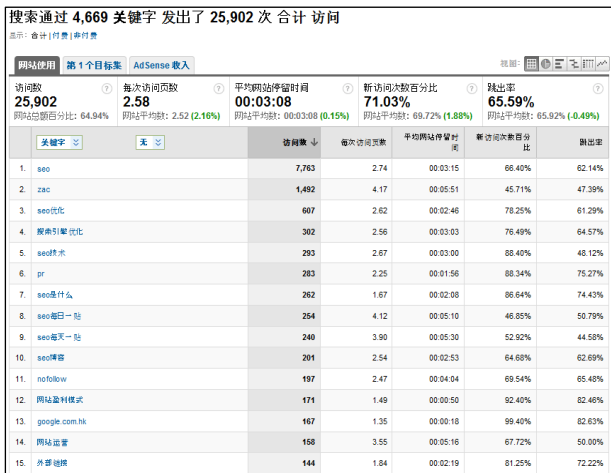 搜索通过 4,669 关键字 发出了 25,902 次 合计 访问
显示: 合计 | 付费 | 非付费
网站使用 第 1 个目标集 AdSense 收入 视图:
访问数 ? 每次访问页数 ? 平均网站停留时间 ? 新访问次数百分比 ? 跳出率 ?
25,902 2.58 00:03:08 71.03% 65.59%
网站总额百分比: 64.94% 网站平均数: 2.52 (2.16%) 网站平均数: 00:03:08 (0.15%) 网站平均数: 69.72% (1.88%) 网站平均数: 65.92% (-0.49%)
关键字 无 访问数 ↓ 每次访问页数 平均网站停留时间 新访问次数百分比 跳出率
1. seo 7,763 2.74 00:03:15 66.40% 62.14%
2. zac 1,492 4.17 00:05:51 45.71% 47.39%
3. seo优化 607 2.62 00:02:46 78.25% 61.29%
4. 搜索引擎优化 302 2.56 00:03:03 76.49% 64.57%
5. seo技术 293 2.67 00:03:00 88.40% 48.12%
6. pr 283 2.25 00:01:56 88.34% 75.27%
7. seo是什么 262 1.67 00:02:08 86.64% 74.43%
8. seo每日一贴 254 4.12 00:05:10 46.85% 50.79%
9. seo每天一贴 240 3.90 00:05:30 52.92% 44.58%
10. seo博客 201 2.54 00:02:53 64.68% 62.69%
11. nofollow 197 2.47 00:04:04 69.54% 65.48%
12. 网站盈利模式 171 1.49 00:00:50 92.40% 82.46%
13. google.com.hk 167 1.35 00:00:18 99.40% 82.63%
14. 网站运营 158 3.55 00:05:16 67.72% 50.00%
15. 外部链接 144 1.84 00:02:19 81.25% 72.22%